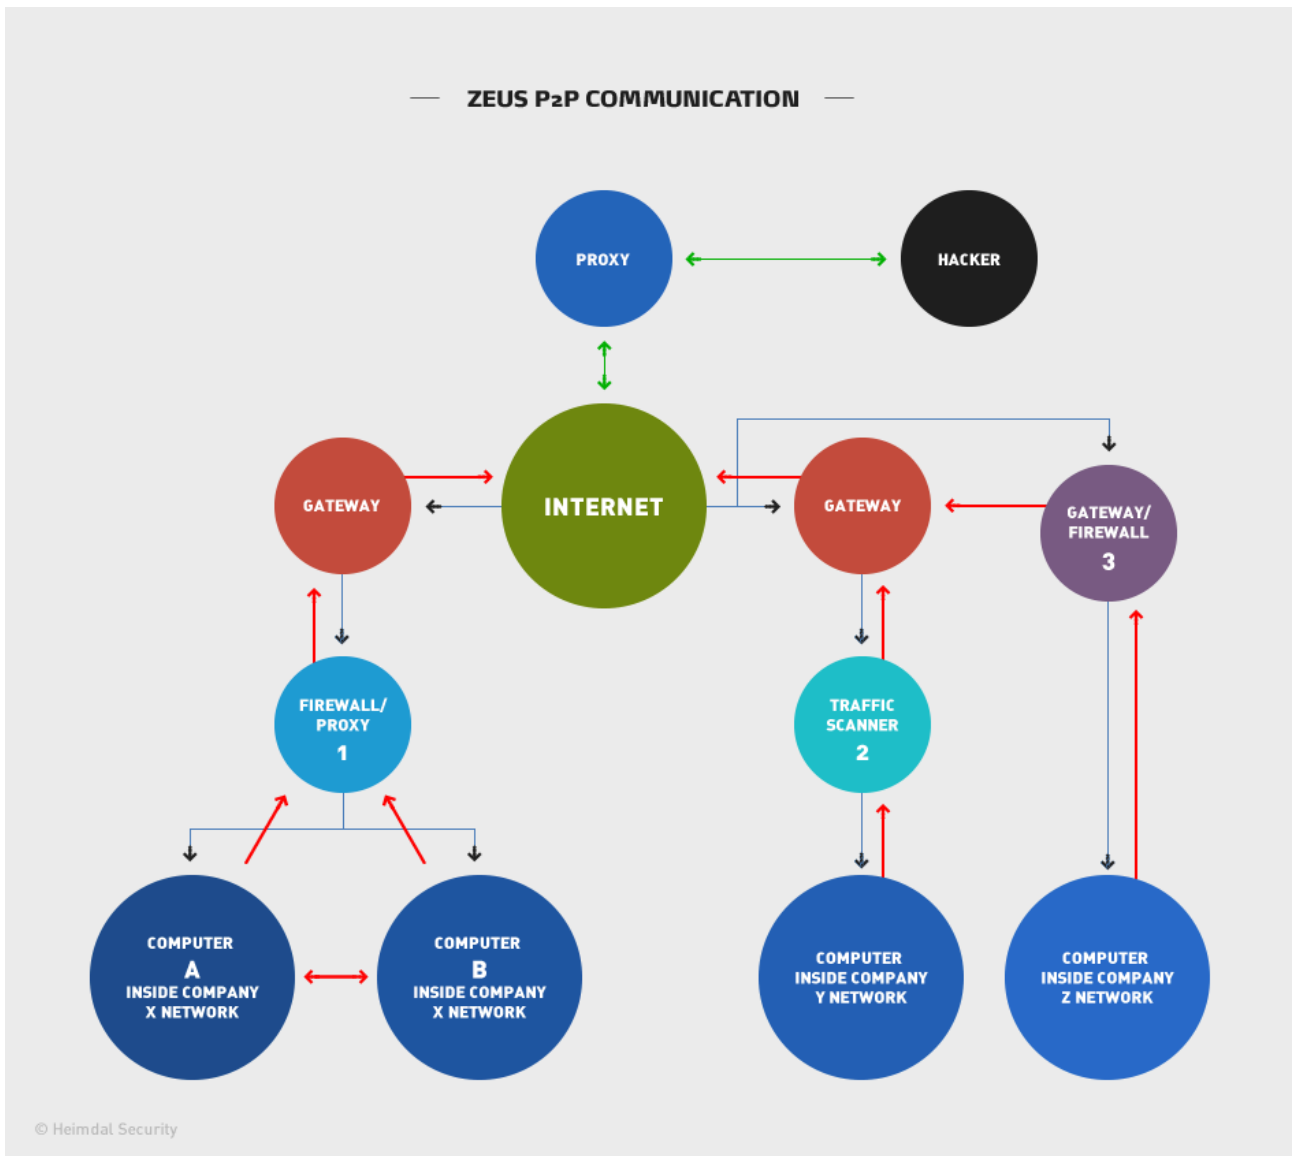 ZEUS P2P COMMUNICATION
PROXY
HACKER
GATEWAY
INTERNET
GATEWAY
GATEWAY/
FIREWALL
3
FIREWALL/
PROXY
1
TRAFFIC
SCANNER
2
COMPUTER
A
INSIDE COMPANY
X NETWORK
COMPUTER
B
INSIDE COMPANY
X NETWORK
COMPUTER
INSIDE COMPANY
Y NETWORK
COMPUTER
INSIDE COMPANY
Z NETWORK
© Heimdal Security